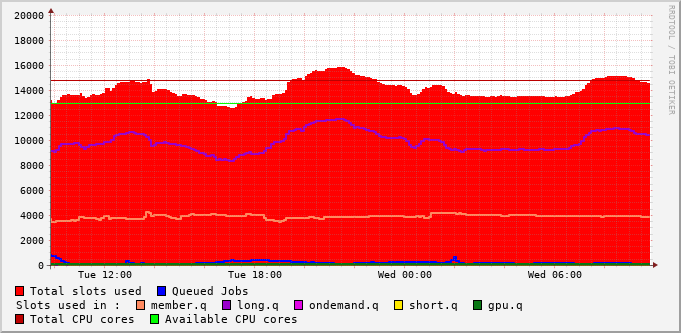 20000
18000
16000
14000
12000
10000
8000
6000
4000
2000
0
Tue 12:00 Tue 18:00 Wed 00:00 Wed 06:00
RRDTOOL / TOBI OETIKER
Total slots used Queued Jobs
Slots used in : member.q long.q ondemand.q short.q gpu.q
Total CPU cores Available CPU cores